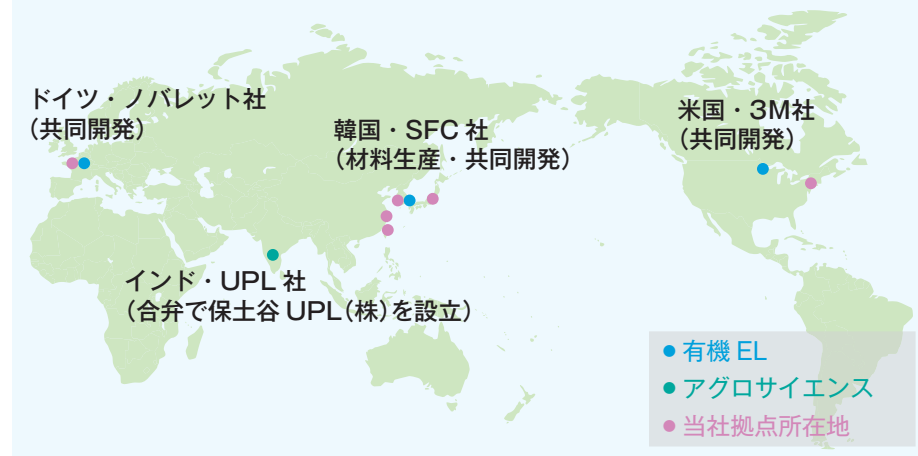 ドイツ・ノバレット社
（共同開発）
韓国・SFC 社
（材料生産・共同開発）
米国・3M社
（共同開発）
インド・UPL 社
（合弁で保土谷 UPL（株）を設立）
● 有機 EL
● アグロサイエンス
● 当社拠点所在地